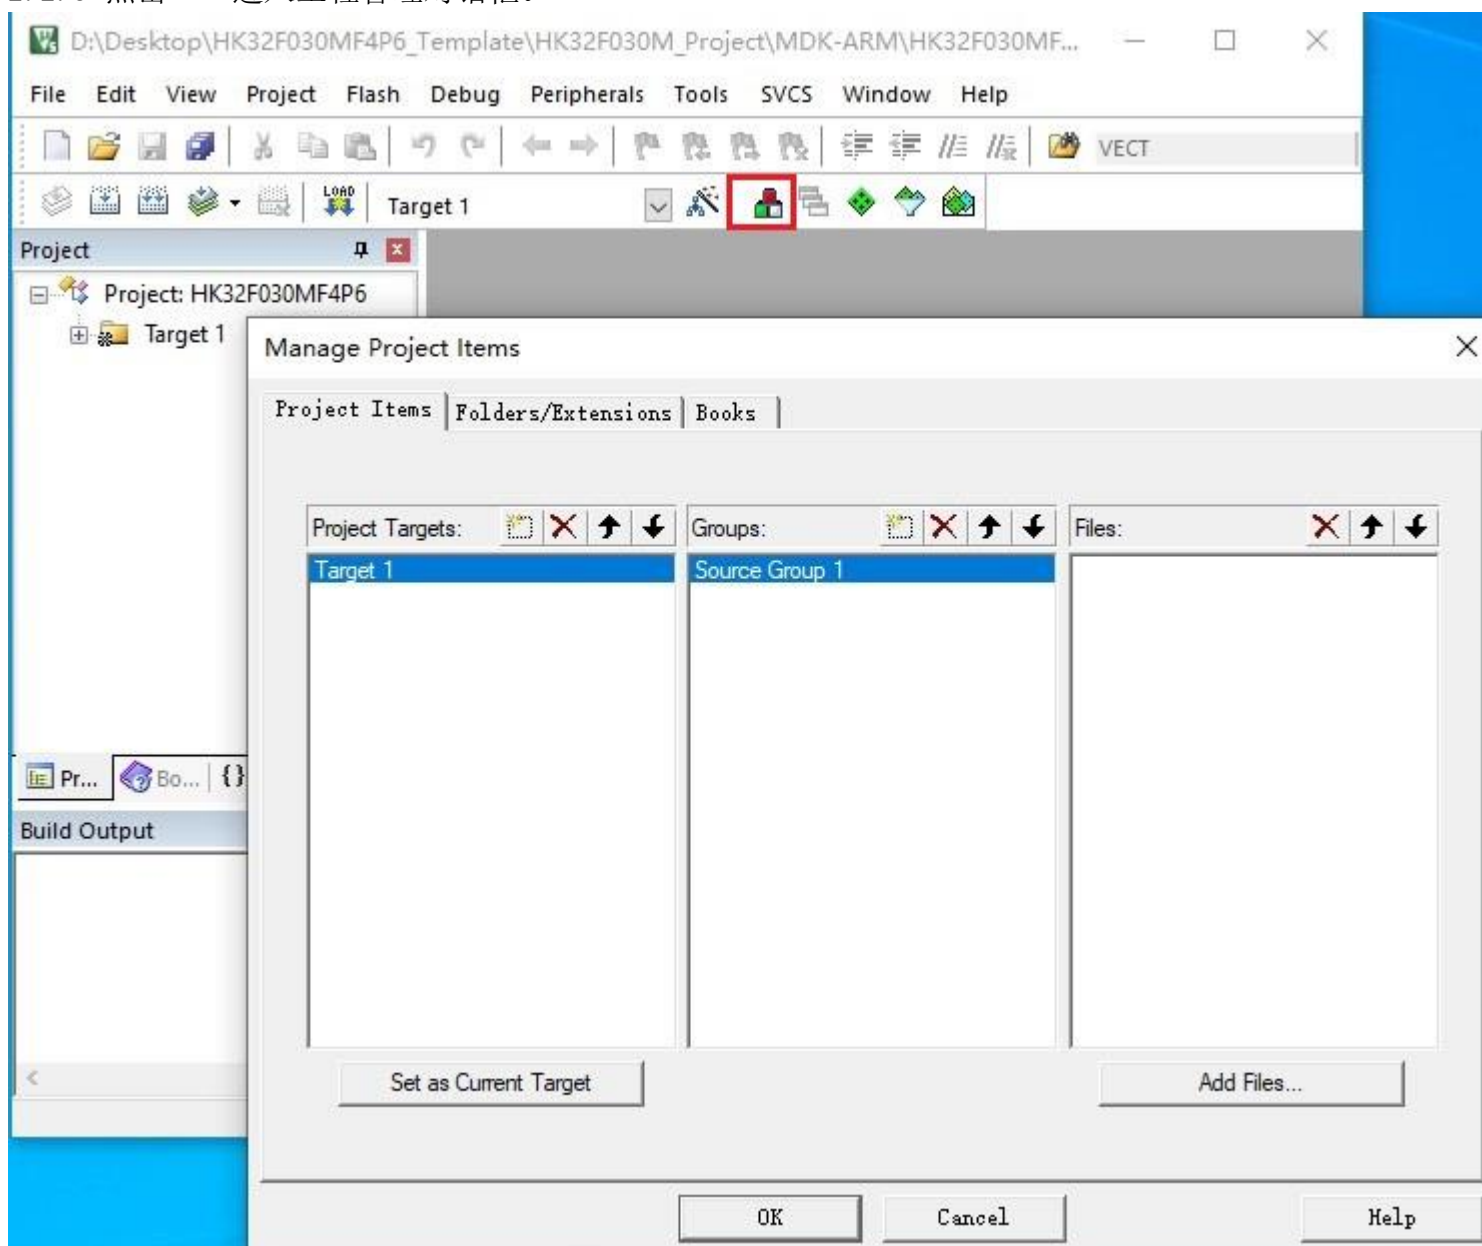 D:\Desktop\HK32F030MF4P6_Template\HK32F030M_Project\MDK-ARM\HK32F030MF...
File Edit View Project Flash Debug Peripherals Tools SVCS Window Help
VECT
LOAD Target 1
Project
Project: HK32F030MF4P6
Target 1
Manage Project Items
Project Items Folders/Extensions Books
Project Targets: Groups: Files:
Target 1 Source Group 1
Pr... Bo... {}
Build Output
Set as Current Target Add Files...
OK Cancel Help